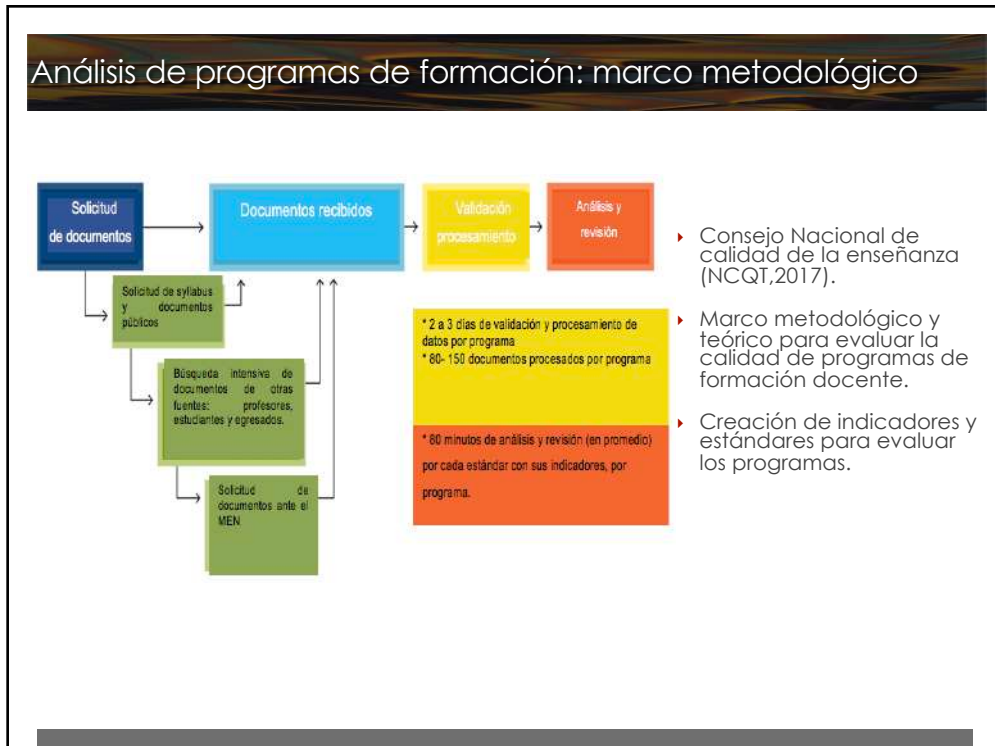 Análisis de programas de formación: marco metodológico
Solicitud
de documentos
Documentos recibidos
Validación
procesamiento
Análisis y
revisión
Solicitud de syllabus
y documentos
públicos
Búsqueda intensiva de
documentos de otras
fuentes: profesores,
estudiantes y egresados.
Solicitud de
documentos ante el
MEN
* 2 a 3 días de validación y procesamiento de
datos por programa
* 80- 150 documentos procesados por programa
* 80 minutos de análisis y revisión (en promedio)
por cada estándar con sus indicadores, por
programa.
Consejo Nacional de
calidad de la enseñanza
(NCQT,2017).
Marco metodológico y
teórico para evaluar la
calidad de programas de
formación docente.
Creación de indicadores y
estándares para evaluar
los programas.